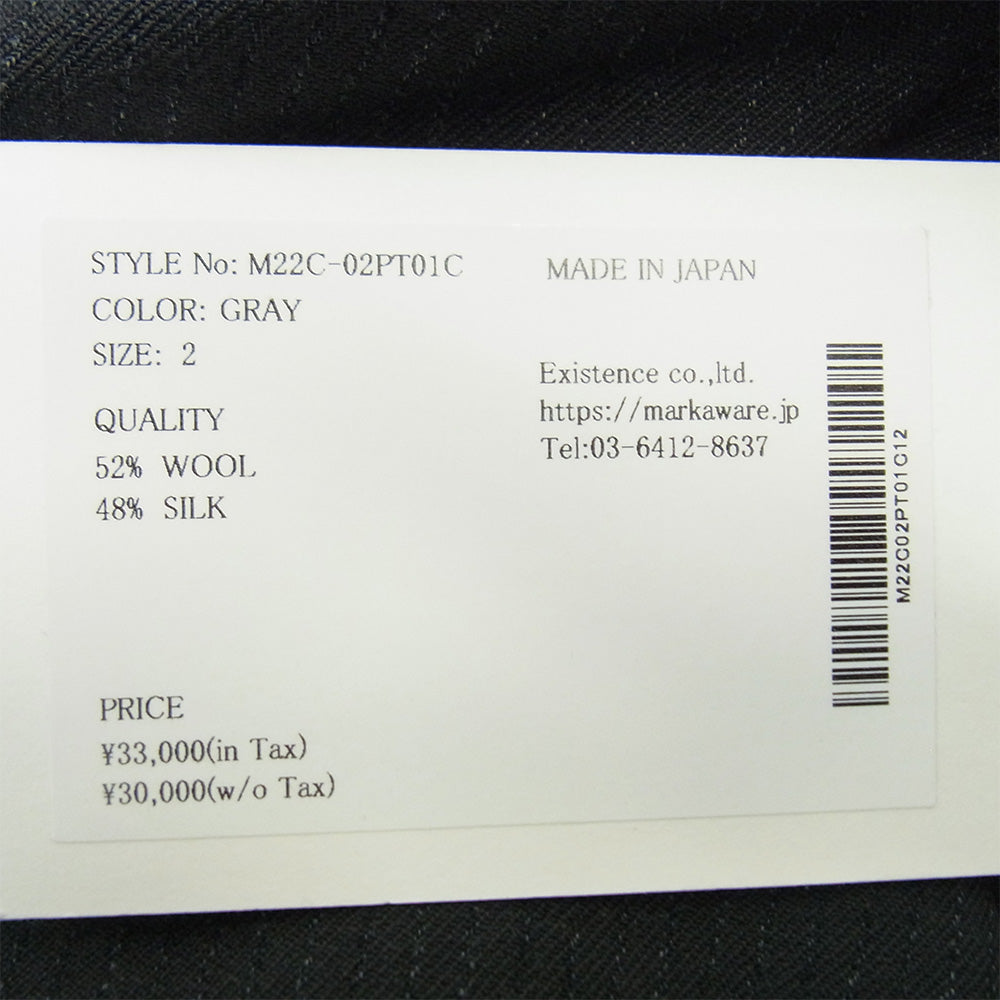 STYLE No: M22C-02PT01C
COLOR: GRAY
SIZE: 2
QUALITY
52% WOOL
48% SILK
PRICE
¥33,000(in Tax)
¥30,000(w/o Tax)
MADE IN JAPAN
Existence co.,ltd.
https://markaware.jp
Tel:03-6412-8637
M22C02PT01C12